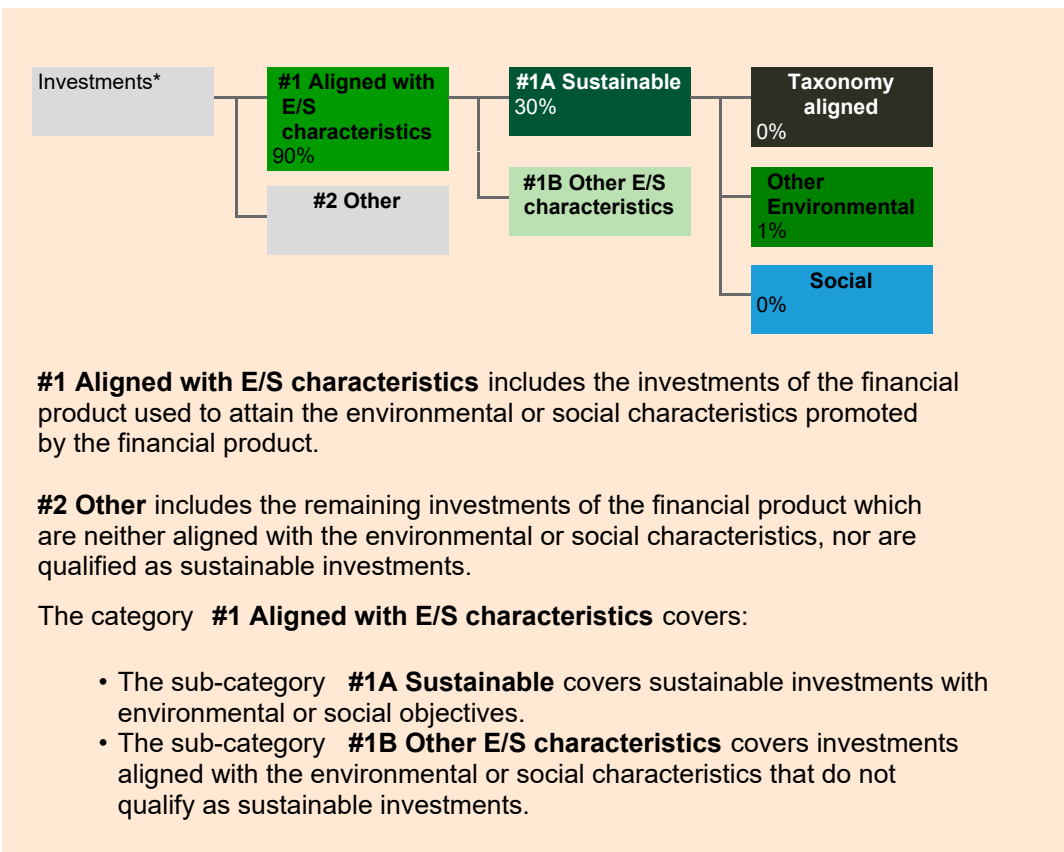 Investments*
#1 Aligned with
E/S
characteristics
90%
#2 Other
#1A Sustainable
30%
#1B Other E/S
characteristics
Taxonomy
aligned
0%
Other
Environmental
1%
Social
0%
#1 Aligned with E/S characteristics includes the investments of the financial
product used to attain the environmental or social characteristics promoted
by the financial product.
#2 Other includes the remaining investments of the financial product which
are neither aligned with the environmental or social characteristics, nor are
qualified as sustainable investments.
The category #1 Aligned with E/S characteristics covers:
• The sub-category #1A Sustainable covers sustainable investments with
environmental or social objectives.
• The sub-category #1B Other E/S characteristics covers investments
aligned with the environmental or social characteristics that do not
qualify as sustainable investments.